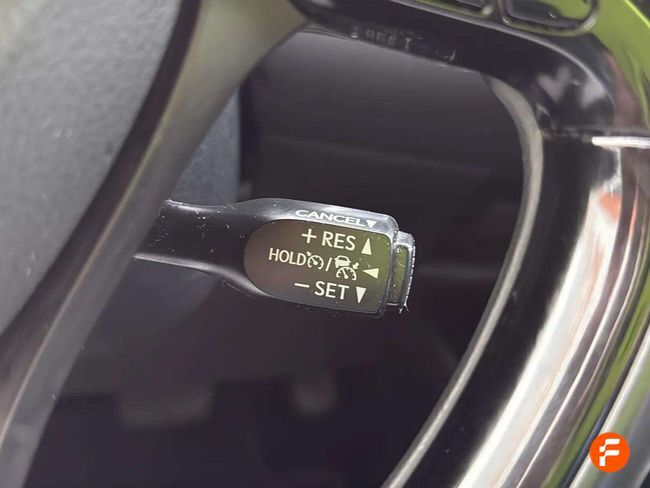 CANCEL▼
+ RES ▲
HOLD / ◄
− SET ▼